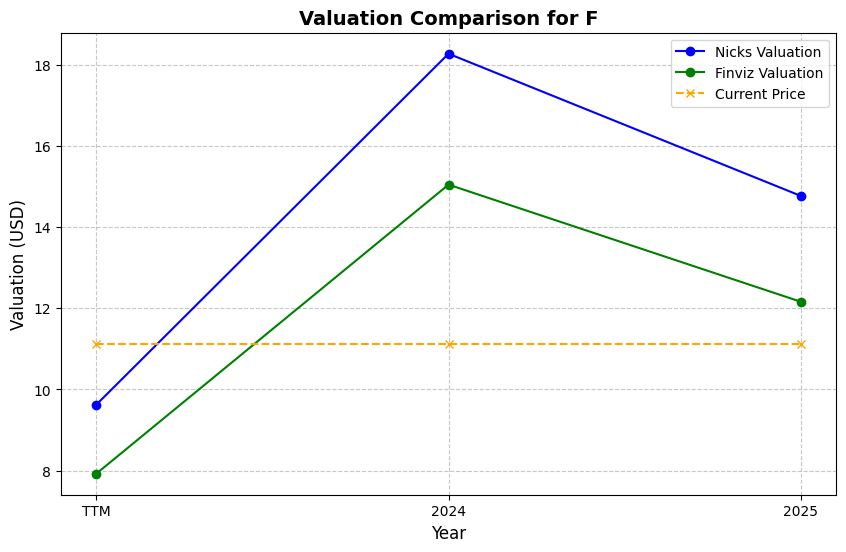 Valuation Comparison for F
Nicks Valuation
Finviz Valuation
Current Price
Valuation (USD)
18
16
14
12
10
8
TTM
2024
2025
Year